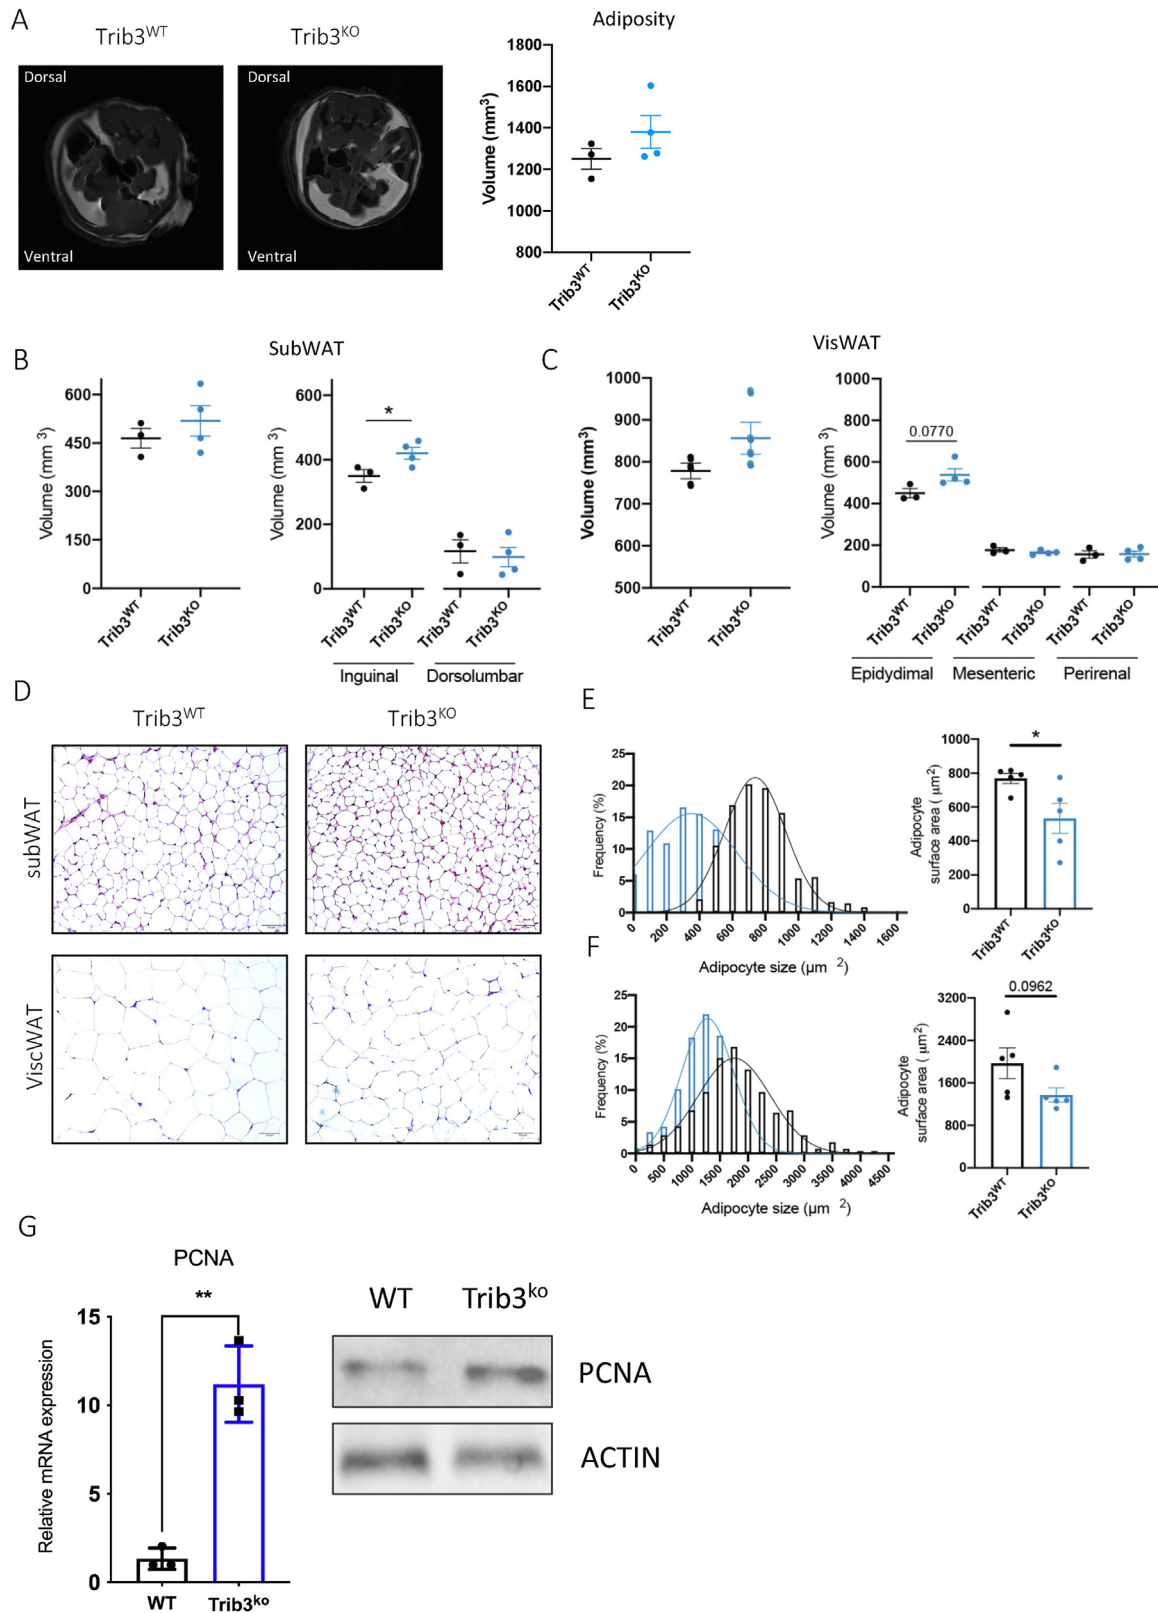 A
Trib3WT
Trib3KO
Dorsal
Ventral
Dorsal
Ventral
Adiposity
Volume (mm3)
1800
1600
1400
1200
1000
800
Trib3WT
Trib3KO
B
SubWAT
Volume (mm 3)
600
450
300
150
0
Trib3WT
Trib3KO
Volume (mm 3)
600
400
200
0
*
Trib3WT
Trib3KO
Trib3WT
Trib3KO
Inguinal
Dorsolumbar
C
VisWAT
Volume (mm 3)
1000
900
800
700
600
500
Trib3WT
Trib3KO
Volume (mm 3)
1000
800
600
400
200
0
0.0770
Trib3WT
Trib3KO
Trib3WT
Trib3KO
Trib3WT
Trib3KO
Epidydimal
Mesenteric
Perirenal
D
Trib3WT
Trib3KO
subWAT
ViscWAT
E
Frequency (%)
25
20
15
10
5
0
0
200
400
600
800
1000
1200
1400
1600
Adipocyte size (µm 2)
Adipocyte
surface area ( µm2)
1000
800
600
400
200
0
*
Trib3WT
Trib3KO
F
Frequency (%)
25
20
15
10
5
0
0
500
1000
1500
2000
2500
3000
3500
4000
4500
Adipocyte size (µm 2)
Adipocyte
surface area ( µm2)
3200
2400
1600
800
0
0.0962
Trib3WT
Trib3KO
G
PCNA
**
Relative mRNA expression
15
10
5
0
WT
Trib3ko
WT
Trib3ko
PCNA
ACTIN